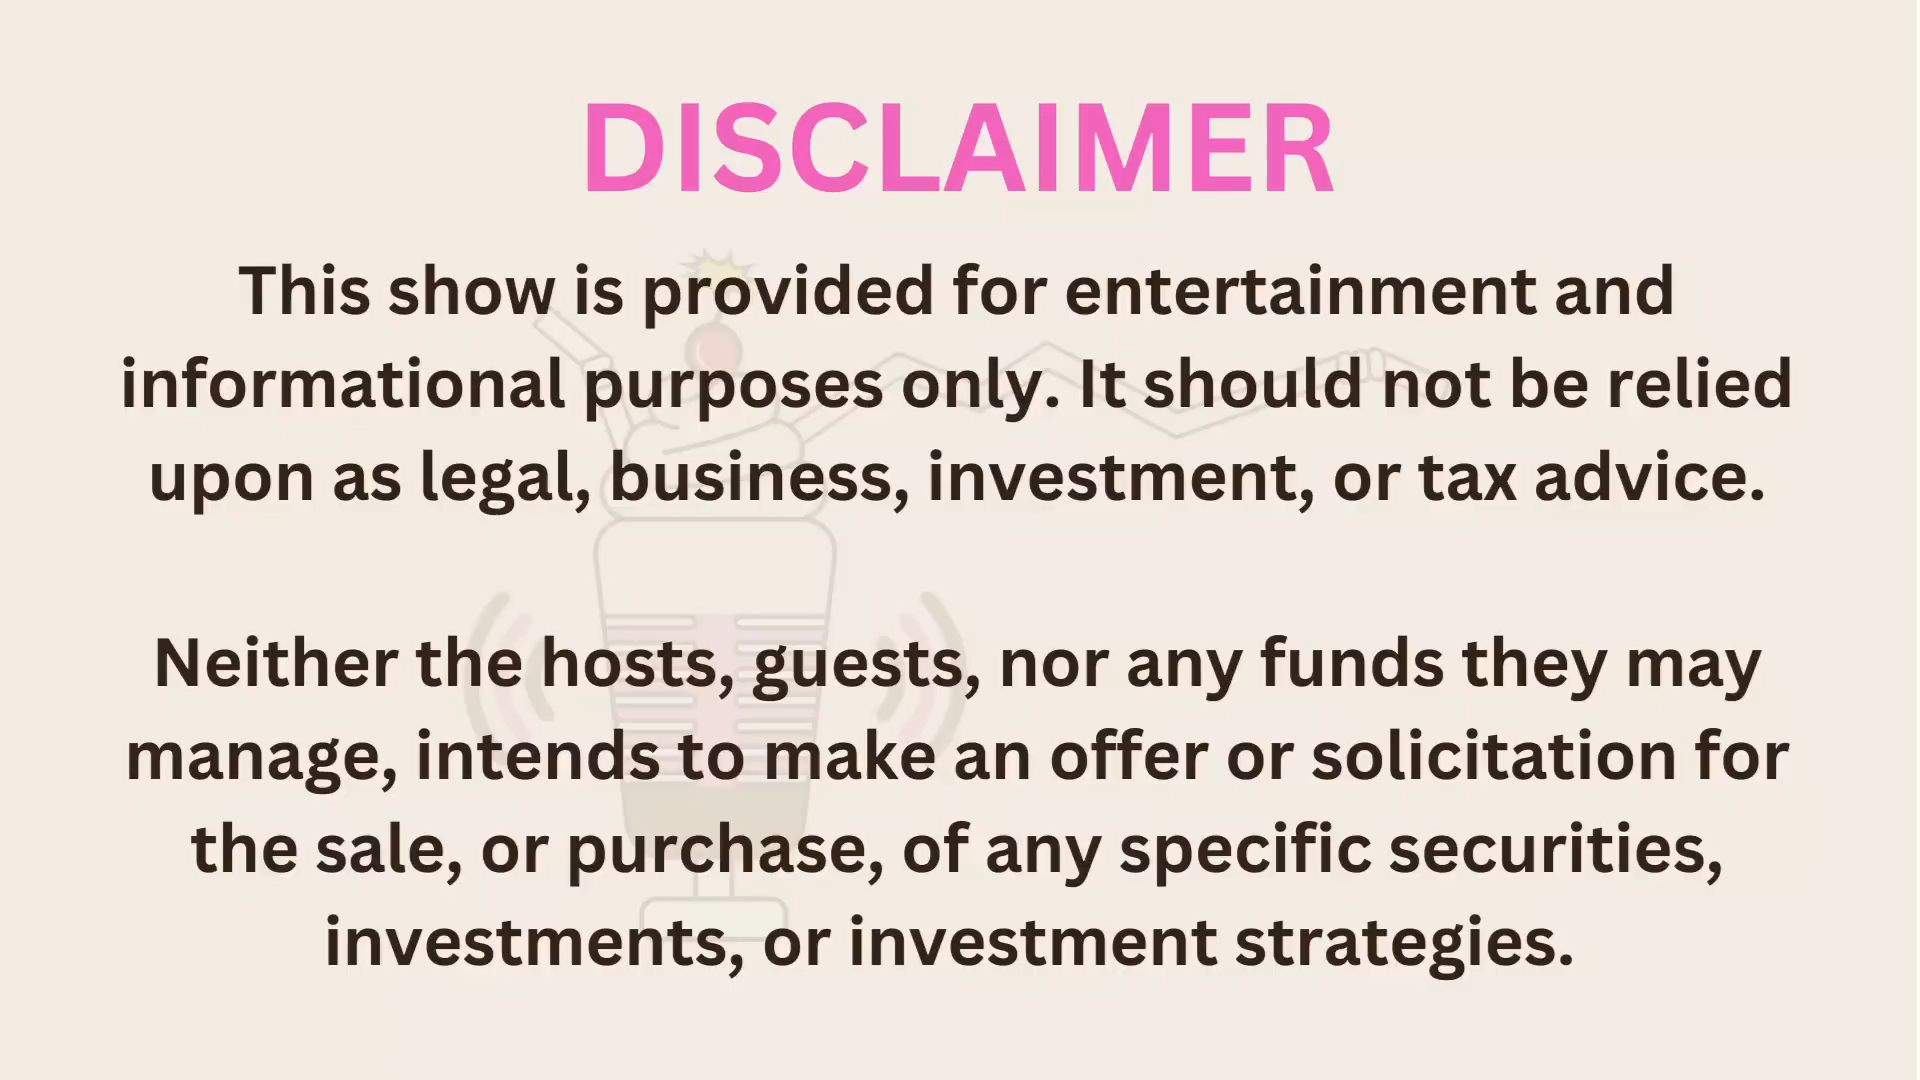 DISCLAIMER
This show is provided for entertainment and
informational purposes only. It should not be relied
upon as legal, business, investment, or tax advice.
Neither the hosts, guests, nor any funds they may
manage, intends to make an offer or solicitation for
the sale, or purchase, of any specific securities,
investments, or investment strategies.